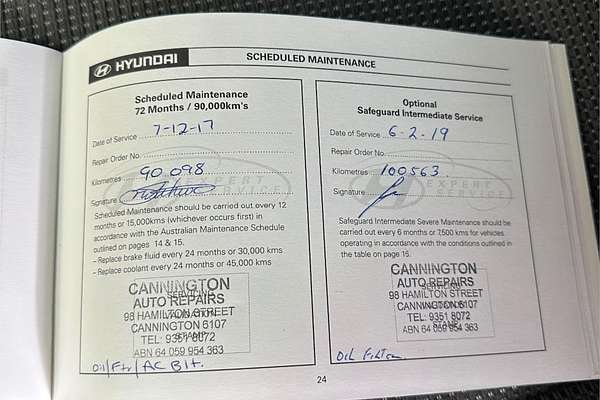 HYUNDAI
SCHEDULED MAINTENANCE
Scheduled Maintenance
72 Months / 90,000km's
Date of Service 7-12-17
Repair Order No.
Kilometres 90 098
Signature
EXPERT
SERVICE
Scheduled Maintenance should be carried out every 12
months or 15,000kms (whichever occurs first) in
accordance with the Australian Maintenance Schedule
outlined on pages 14 & 15.
– Replace brake fluid every 24 months or 30,000 kms
– Replace coolant every 24 months or 45,000 kms
CANNINGTON
AUTO REPAIRS
98 HAMILTON STREET
CANNINGTON 6107
TEL: 9351 8072
STAMP
ABN 64 059 954 363
Oil/Ftr/AC Blt.
Optional
Safeguard Intermediate Service
Date of Service 6-2-19
Repair Order No.
Kilometres 100563
Signature
EXPERT
SERVICE
Safeguard Intermediate Severe Maintenance should be
carried out every 6 months or 7,500 kms for vehicles
operating in accordance with the conditions outlined in
the table on page 15.
CANNINGTON
AUTO REPAIRS
98 HAMILTON STREET
CANNINGTON 6107
TEL: 9351 8072
ABN 64 059 954 363
24